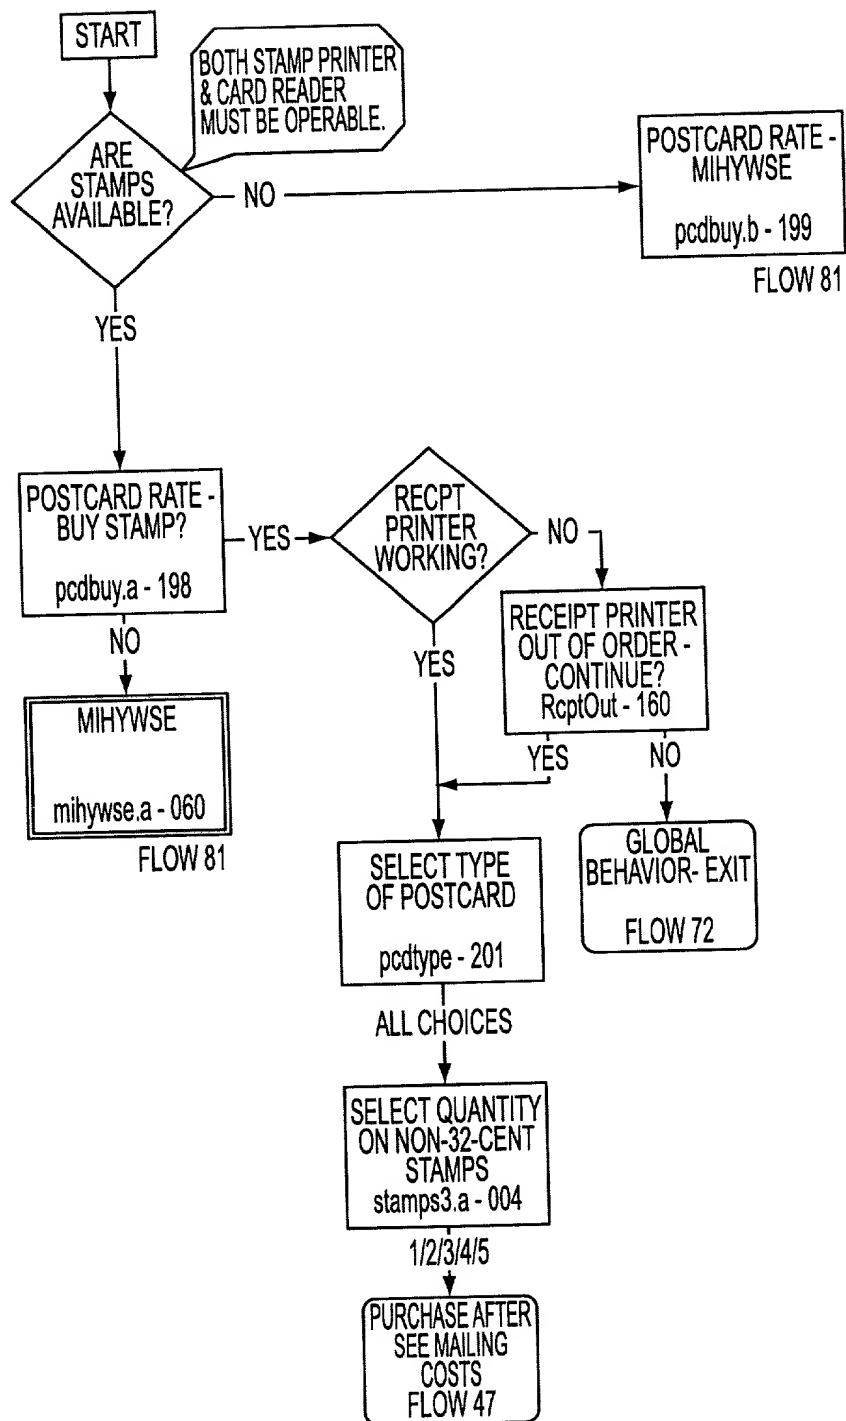 START
BOTH STAMP PRINTER
& CARD READER
MUST BE OPERABLE.
ARE
STAMPS
AVAILABLE?
NO
POSTCARD RATE -
MIHYWSE
pcdbuy.b - 199
FLOW 81
YES
POSTCARD RATE -
BUY STAMP?
pcdbuy.a - 198
YES
RECPT
PRINTER
WORKING?
NO
NO
RECEIPT PRINTER
OUT OF ORDER -
CONTINUE?
RcptOut - 160
YES
MIHYWSE
mihywse.a - 060
FLOW 81
YES
NO
GLOBAL
BEHAVIOR- EXIT
FLOW 72
SELECT TYPE
OF POSTCARD
pcdtype - 201
ALL CHOICES
SELECT QUANTITY
ON NON-32-CENT
STAMPS
stamps3.a - 004
1/2/3/4/5
PURCHASE AFTER
SEE MAILING
COSTS
FLOW 47